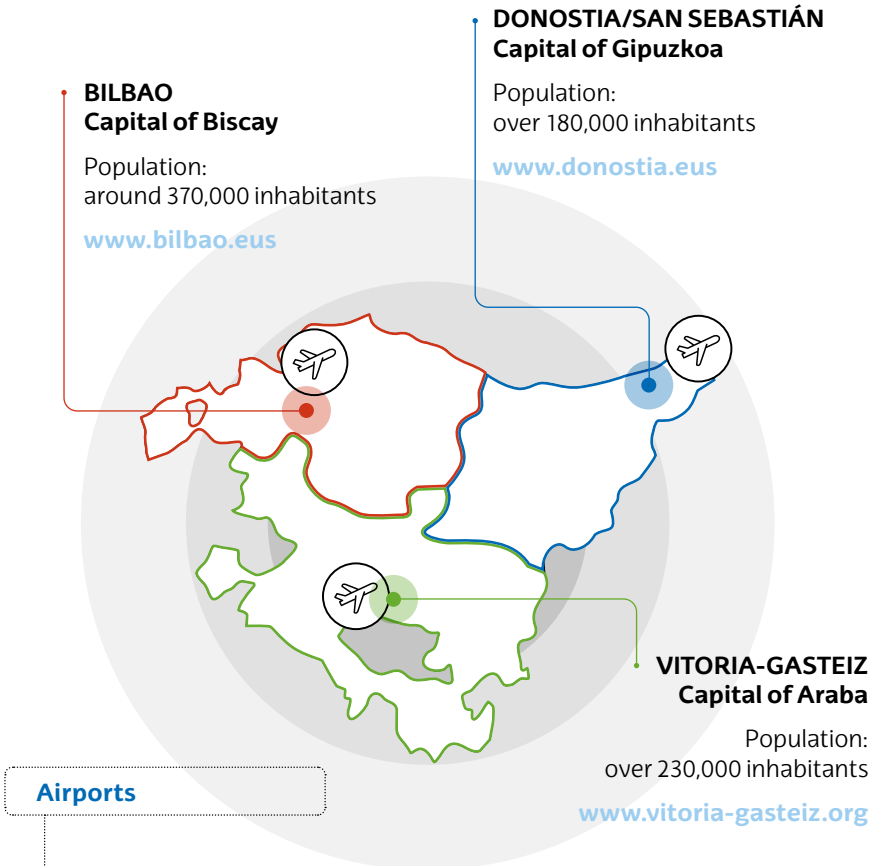 DONOSTIA/SAN SEBASTIÁN
Capital of Gipuzkoa
Population:
over 180,000 inhabitants
www.donostia.eus
BILBAO
Capital of Biscay
Population:
around 370,000 inhabitants
www.bilbao.eus
VITORIA-GASTEIZ
Capital of Araba
Population:
over 230,000 inhabitants
www.vitoria-gasteiz.org
Airports